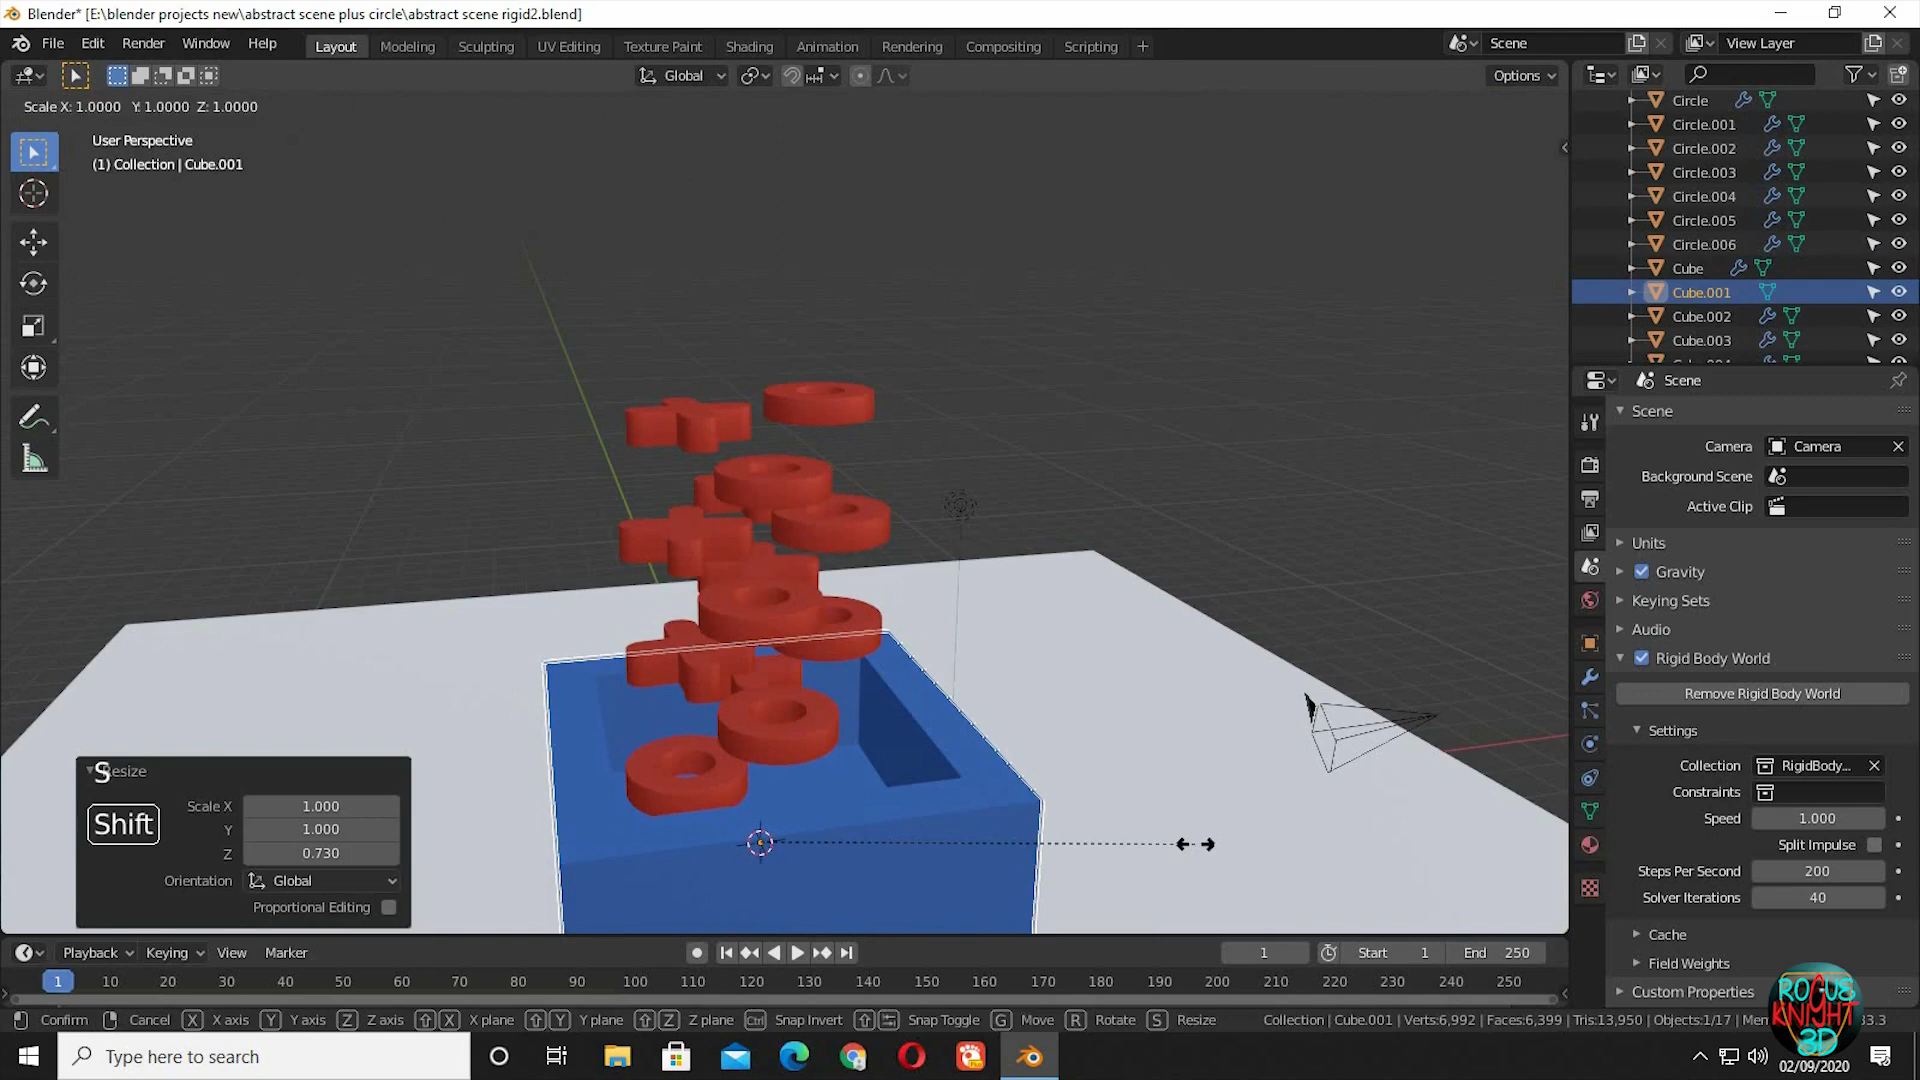 Blender* [E:\blender projects new\abstract scene plus circle\abstract scene rigid2.blend]
File Edit Render Window Help Layout Modeling Sculpting UV Editing Texture Paint Shading Animation Rendering Compositing Scripting + Scene View Layer
Global Options
Scale X: 1.0000 Y: 1.0000 Z: 1.0000
User Perspective
(1) Collection | Cube.001
Circle
Circle.001
Circle.002
Circle.003
Circle.004
Circle.005
Circle.006
Cube
Cube.001
Cube.002
Cube.003
Scene
Scene
Camera Camera
Background Scene
Active Clip
Units
Gravity
Keying Sets
Audio
Rigid Body World
Remove Rigid Body World
Settings
Collection RigidBody...
Constraints
Speed 1.000
Split Impulse
Steps Per Second 200
Solver Iterations 40
Cache
Field Weights
Custom Properties
S
Resize
Shift
Scale X 1.000
Y 1.000
Z 0.730
Orientation Global
Proportional Editing
Playback Keying View Marker 1 Start 1 End 250
1 10 20 30 40 50 60 70 80 90 100 110 120 130 140 150 160 170 180 190 200 210 220 230 240 250
Confirm Cancel X X axis Y Y axis Z Z axis X X plane Y Y plane Z Z plane Ctrl Snap Invert Snap Toggle G Move R Rotate S Resize Collection | Cube.001 | Verts:6,992 | Faces:6,399 | Tris:13,950 | Objects:1/17 | 33.3
ROGUE
KNIGHT
3D
Type here to search
02/09/2020